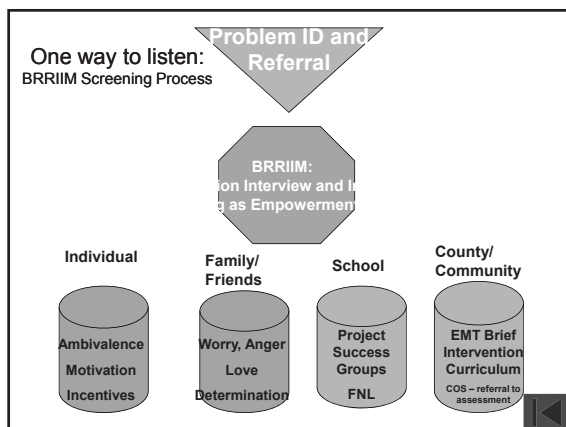 One way to listen:
BRRIIM Screening Process
Problem ID and
Referral
BRRIIM:
Interview and
as Empowerment
Individual
Ambivalence
Motivation
Incentives
Family/
Friends
Worry, Anger
Love
Determination
School
Project
Success
Groups
FNL
County/
Community
EMT Brief
Intervention
Curriculum
COS – referral to
assessment